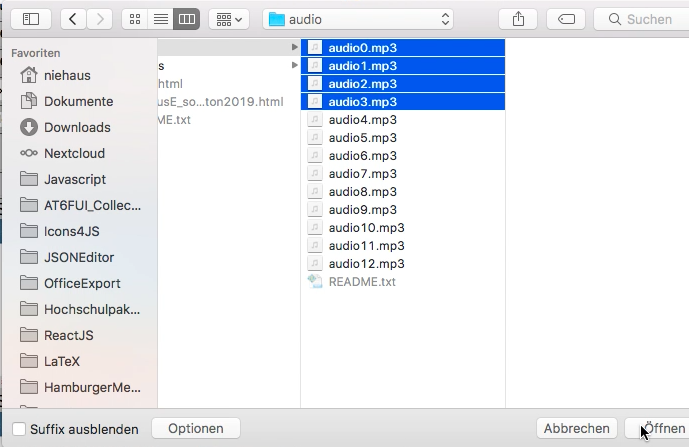 audio
Suchen
Favoriten
niehaus
Dokumente
Downloads
Nextcloud
Javascript
AT6FUI_Collec...
Icons4JS
JSONEditor
OfficeExport
Hochschulpak...
ReactJS
LaTeX
HamburgerMe...
s
html
usE_so...ton2019.html
ME.txt
audio0.mp3
audio1.mp3
audio2.mp3
audio3.mp3
audio4.mp3
audio5.mp3
audio6.mp3
audio7.mp3
audio8.mp3
audio9.mp3
audio10.mp3
audio11.mp3
audio12.mp3
README.txt
Suffix ausblenden
Optionen
Abbrechen
Öffnen